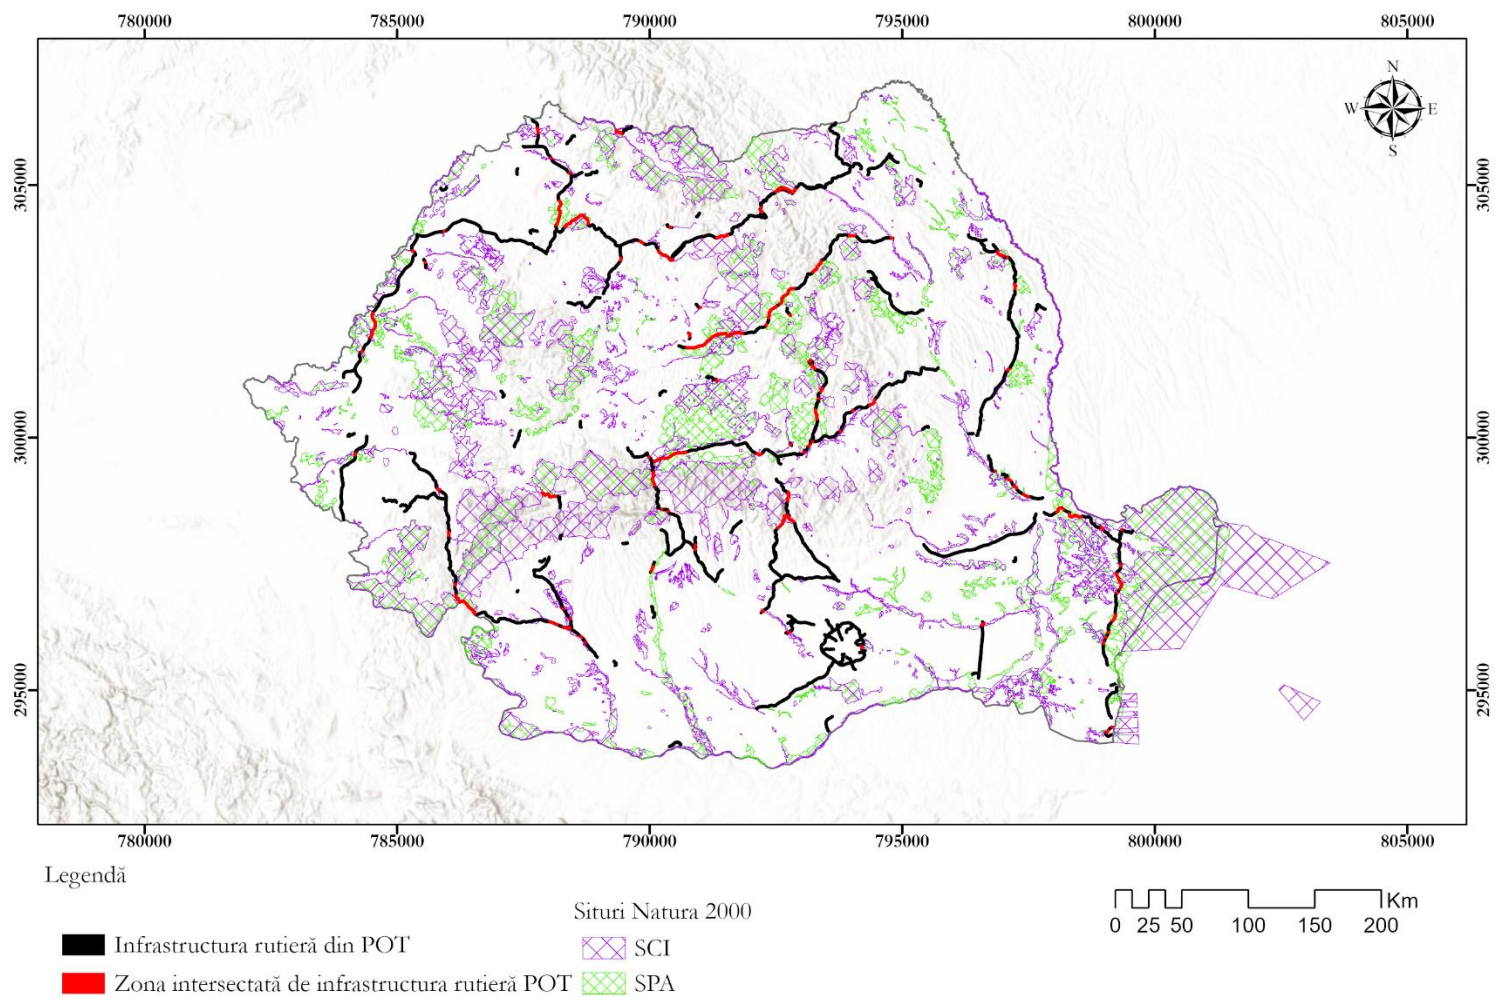 780000 785000 790000 795000 800000 805000
N
W E
S
305000 305000
300000 300000
295000 295000
780000 785000 790000 795000 800000 805000
Legendă
Situri Natura 2000
Infrastructura rutieră din POT
SCI
Zona intersectată de infrastructura rutieră POT
SPA
Km
0 25 50 100 150 200